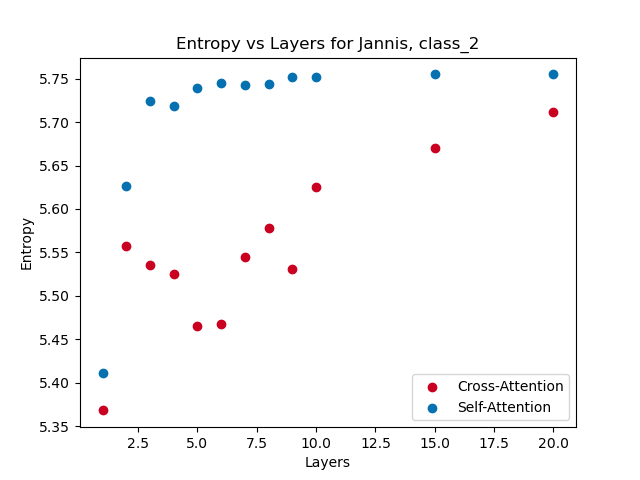 Entropy vs Layers for Jannis, class_2
Entropy
5.75
5.70
5.65
5.60
5.55
5.50
5.45
5.40
5.35
2.5 5.0 7.5 10.0 12.5 15.0 17.5 20.0
Layers
Cross-Attention
Self-Attention